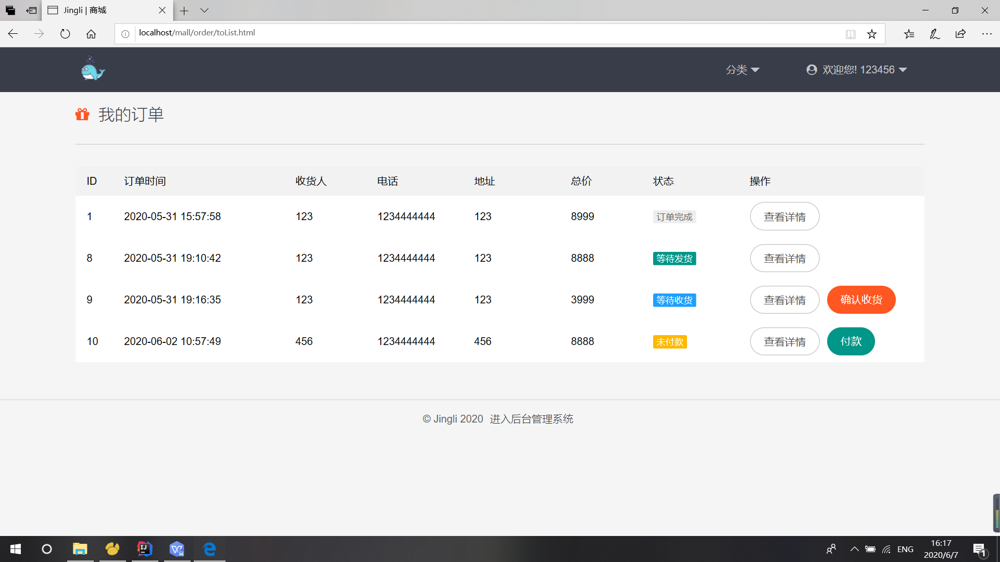 Jingli | 商城
localhost/mall/order/toList.html
分类
欢迎您! 123456
我的订单
ID 订单时间 收货人 电话 地址 总价 状态 操作
1 2020-05-31 15:57:58 123 1234444444 123 8999 订单完成 查看详情
8 2020-05-31 19:10:42 123 1234444444 123 8888 等待发货 查看详情
9 2020-05-31 19:16:35 123 1234444444 123 3999 等待收货 查看详情 确认收货
10 2020-06-02 10:57:49 456 1234444444 456 8888 未付款 查看详情 付款
© Jingli 2020 进入后台管理系统
ENG
16:17
2020/6/7
1